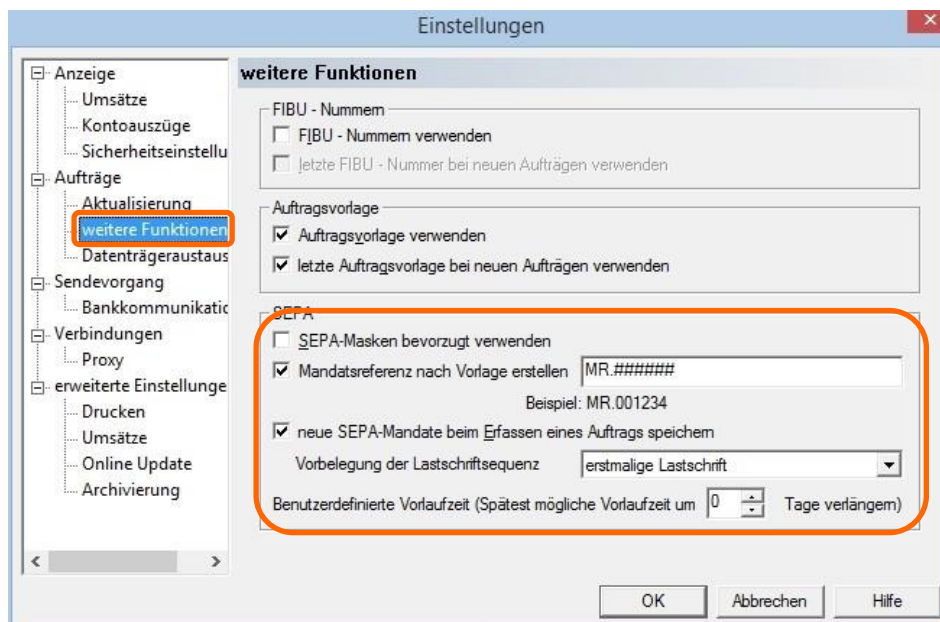 Einstellungen
Anzeige
Umsätze
Kontoauszüge
Sicherheitseinstellu
Aufträge
Aktualisierung
weitere Funktionen
Datenträgeraustaus
Sendevorgang
Bankkommunikatic
Verbindungen
Proxy
erweiterte Einstellunge
Drucken
Umsätze
Online Update
Archivierung
weitere Funktionen
FIBU - Nummern
FIBU - Nummern verwenden
letzte FIBU - Nummer bei neuen Aufträgen verwenden
Auftragsvorlage
Auftragsvorlage verwenden
letzte Auftragsvorlage bei neuen Aufträgen verwenden
SEPA
SEPA-Masken bevorzugt verwenden
Mandatsreferenz nach Vorlage erstellen MR.######
Beispiel: MR.001234
neue SEPA-Mandate beim Erfassen eines Auftrags speichern
Vorbelegung der Lastschriftsequenz erstmalige Lastschrift
Benutzerdefinierte Vorlaufzeit (Spätest mögliche Vorlaufzeit um 0 Tage verlängern)
OK Abbrechen Hilfe